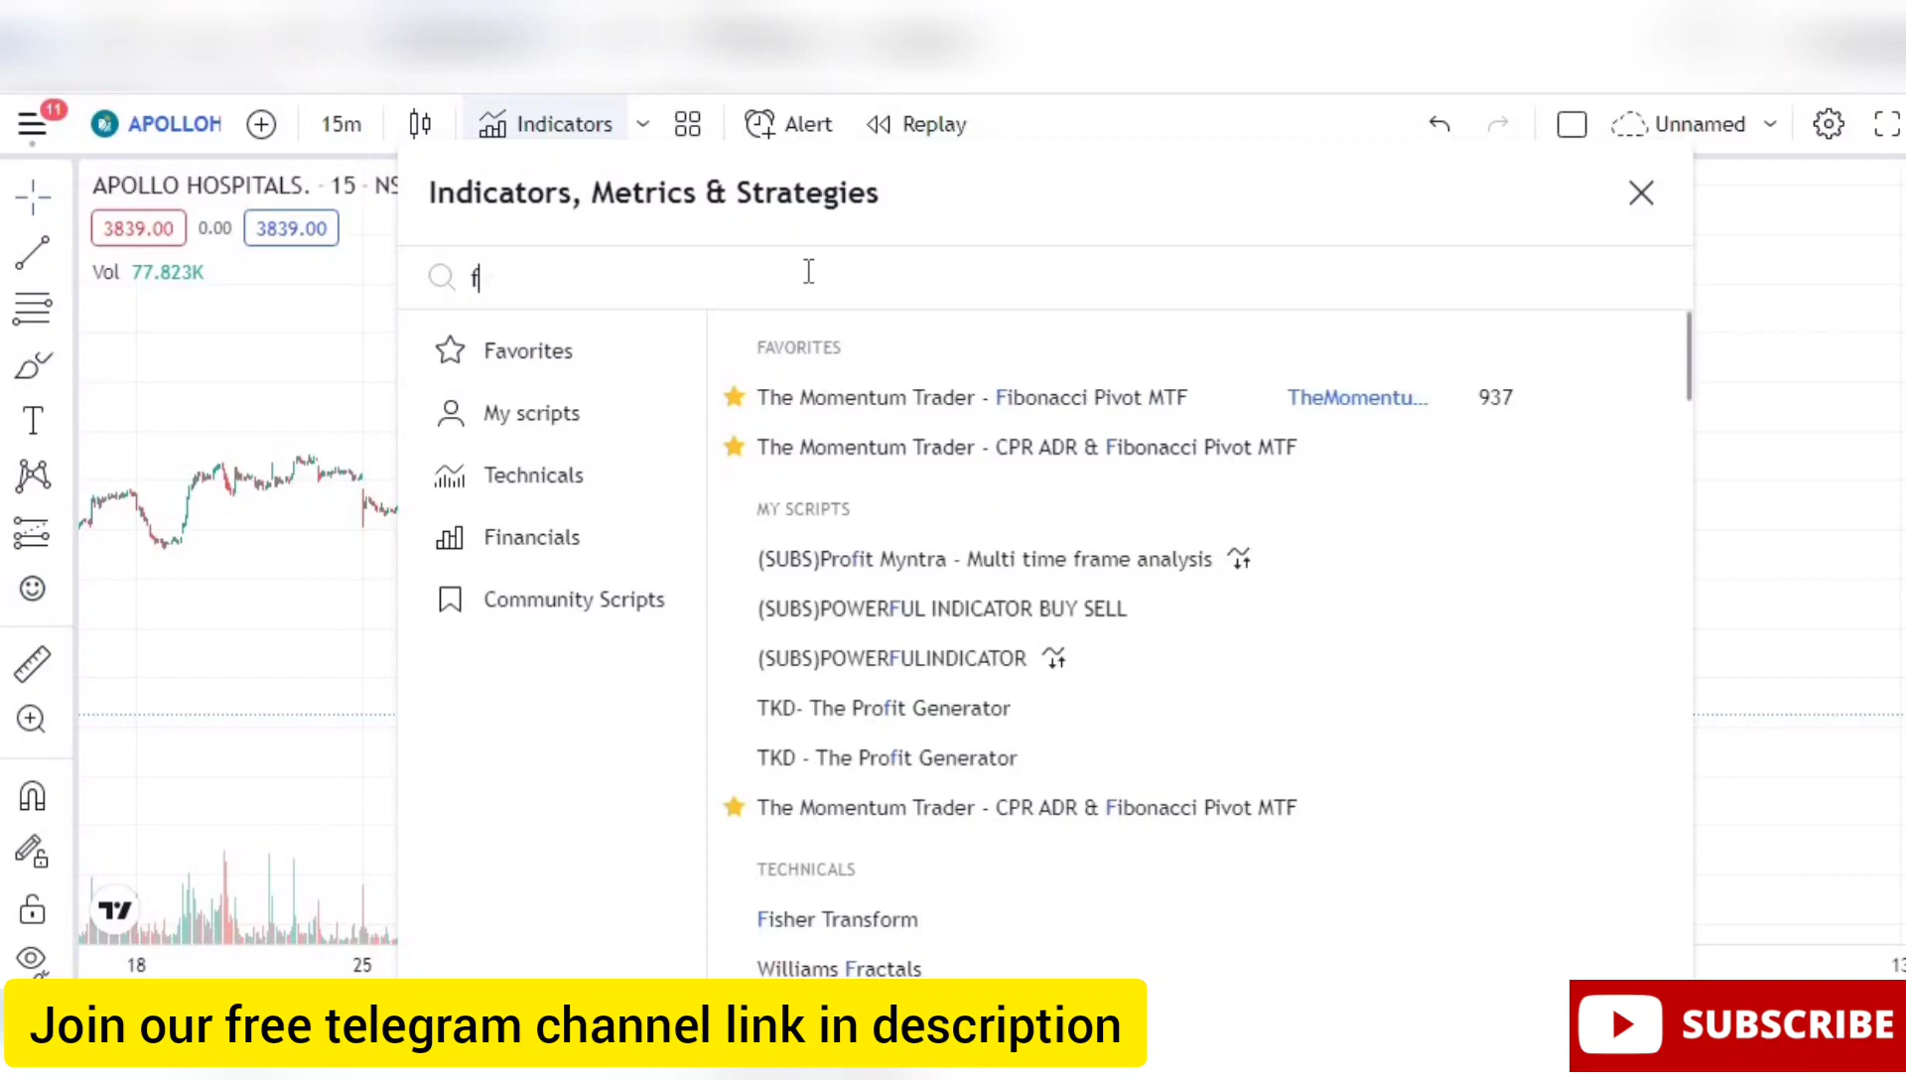 11
APOLLOH
15m
Indicators
Alert
Replay
Unnamed
APOLLO HOSPITALS. · 15 · NS
3839.00 0.00 3839.00
Vol 77.823K
Indicators, Metrics & Strategies
f
Favorites
My scripts
Technicals
Financials
Community Scripts
FAVORITES
The Momentum Trader - Fibonacci Pivot MTF TheMomentu... 937
The Momentum Trader - CPR ADR & Fibonacci Pivot MTF
MY SCRIPTS
(SUBS)Profit Myntra - Multi time frame analysis
(SUBS)POWERFUL INDICATOR BUY SELL
(SUBS)POWERFULINDICATOR
TKD- The Profit Generator
TKD - The Profit Generator
The Momentum Trader - CPR ADR & Fibonacci Pivot MTF
TECHNICALS
Fisher Transform
Williams Fractals
18 25 13
Join our free telegram channel link in description
SUBSCRIBE